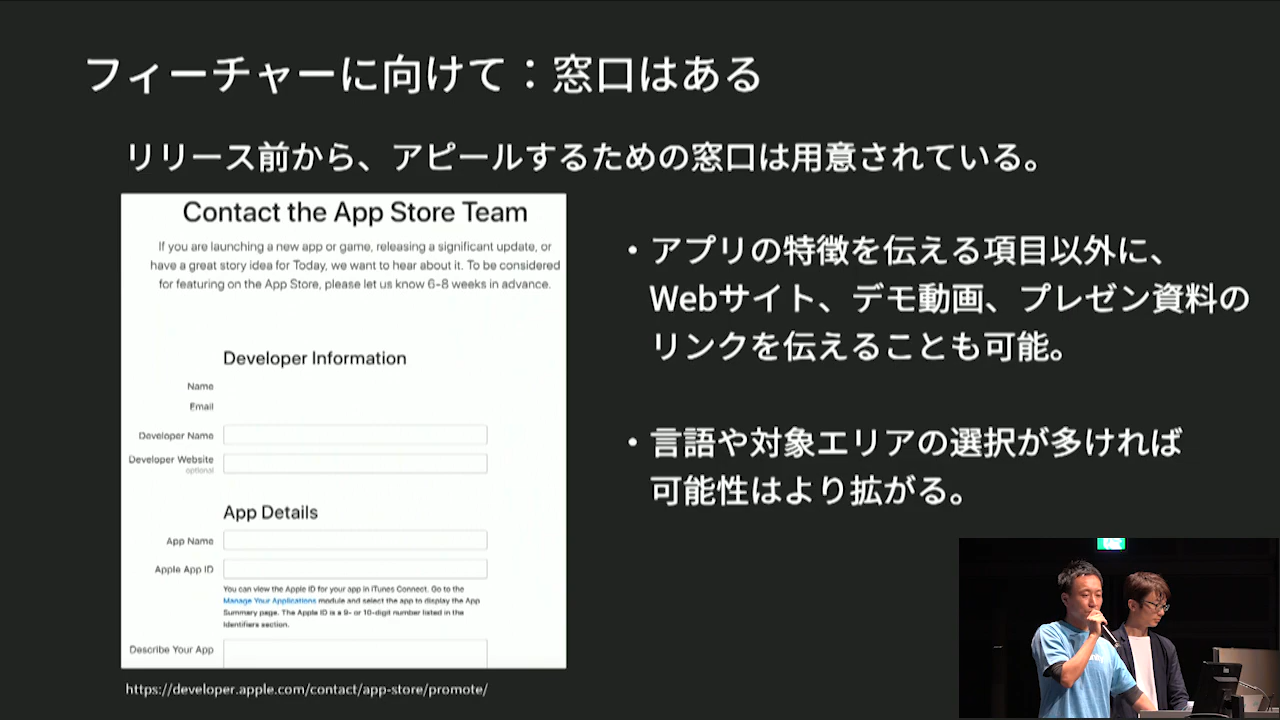 フィーチャーに向けて：窓口はある
リリース前から、アピールするための窓口は用意されている。
Contact the App Store Team
If you are launching a new app or game, releasing a significant update, or
have a great story idea for Today, we want to hear about it. To be considered
for featuring on the App Store, please let us know 6-8 weeks in advance.
Developer Information
Name
Email
Developer Name
Developer Website
optional
App Details
App Name
Apple App ID
You can view the Apple ID for your app in iTunes Connect. Go to the
Manage Your Applications module and select the app to display the App
Summary page. The Apple ID is a 9- or 10-digit number listed in the
Identifiers section.
Describe Your App
https://developer.apple.com/contact/app-store/promote/
・アプリの特徴を伝える項目以外に、
Webサイト、デモ動画、プレゼン資料の
リンクを伝えることも可能。
・言語や対象エリアの選択が多ければ
可能性はより拡がる。